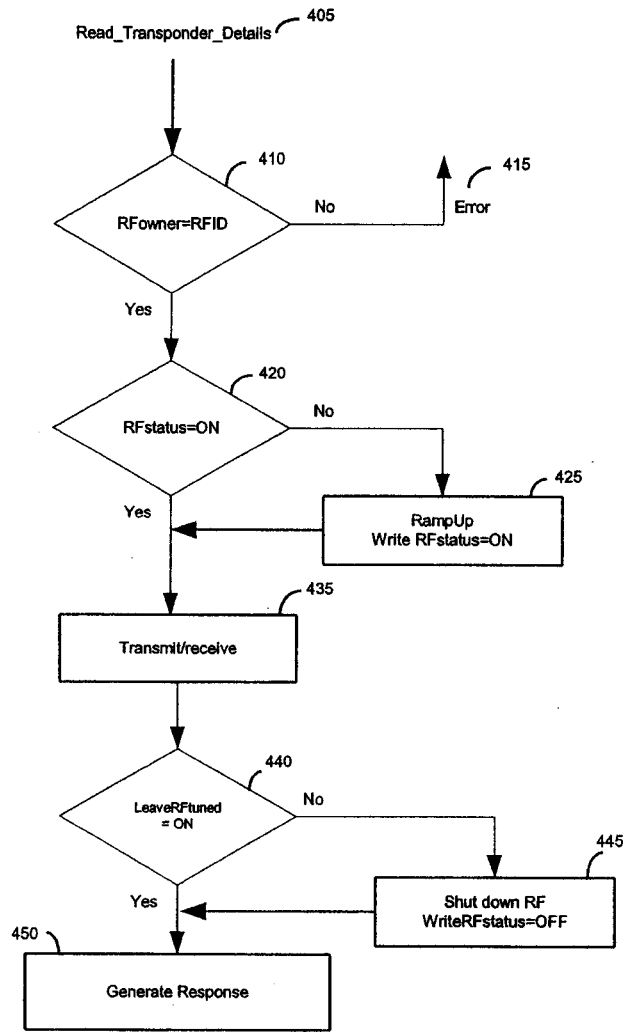 Read_Transponder_Details
405
410
RFowner=RFID
No
415
Error
Yes
420
RFstatus=ON
No
425
Yes
RampUp
Write RFstatus=ON
435
Transmit/receive
440
LeaveRFtuned
= ON
No
445
Yes
Shut down RF
WriteRFstatus=OFF
450
Generate Response